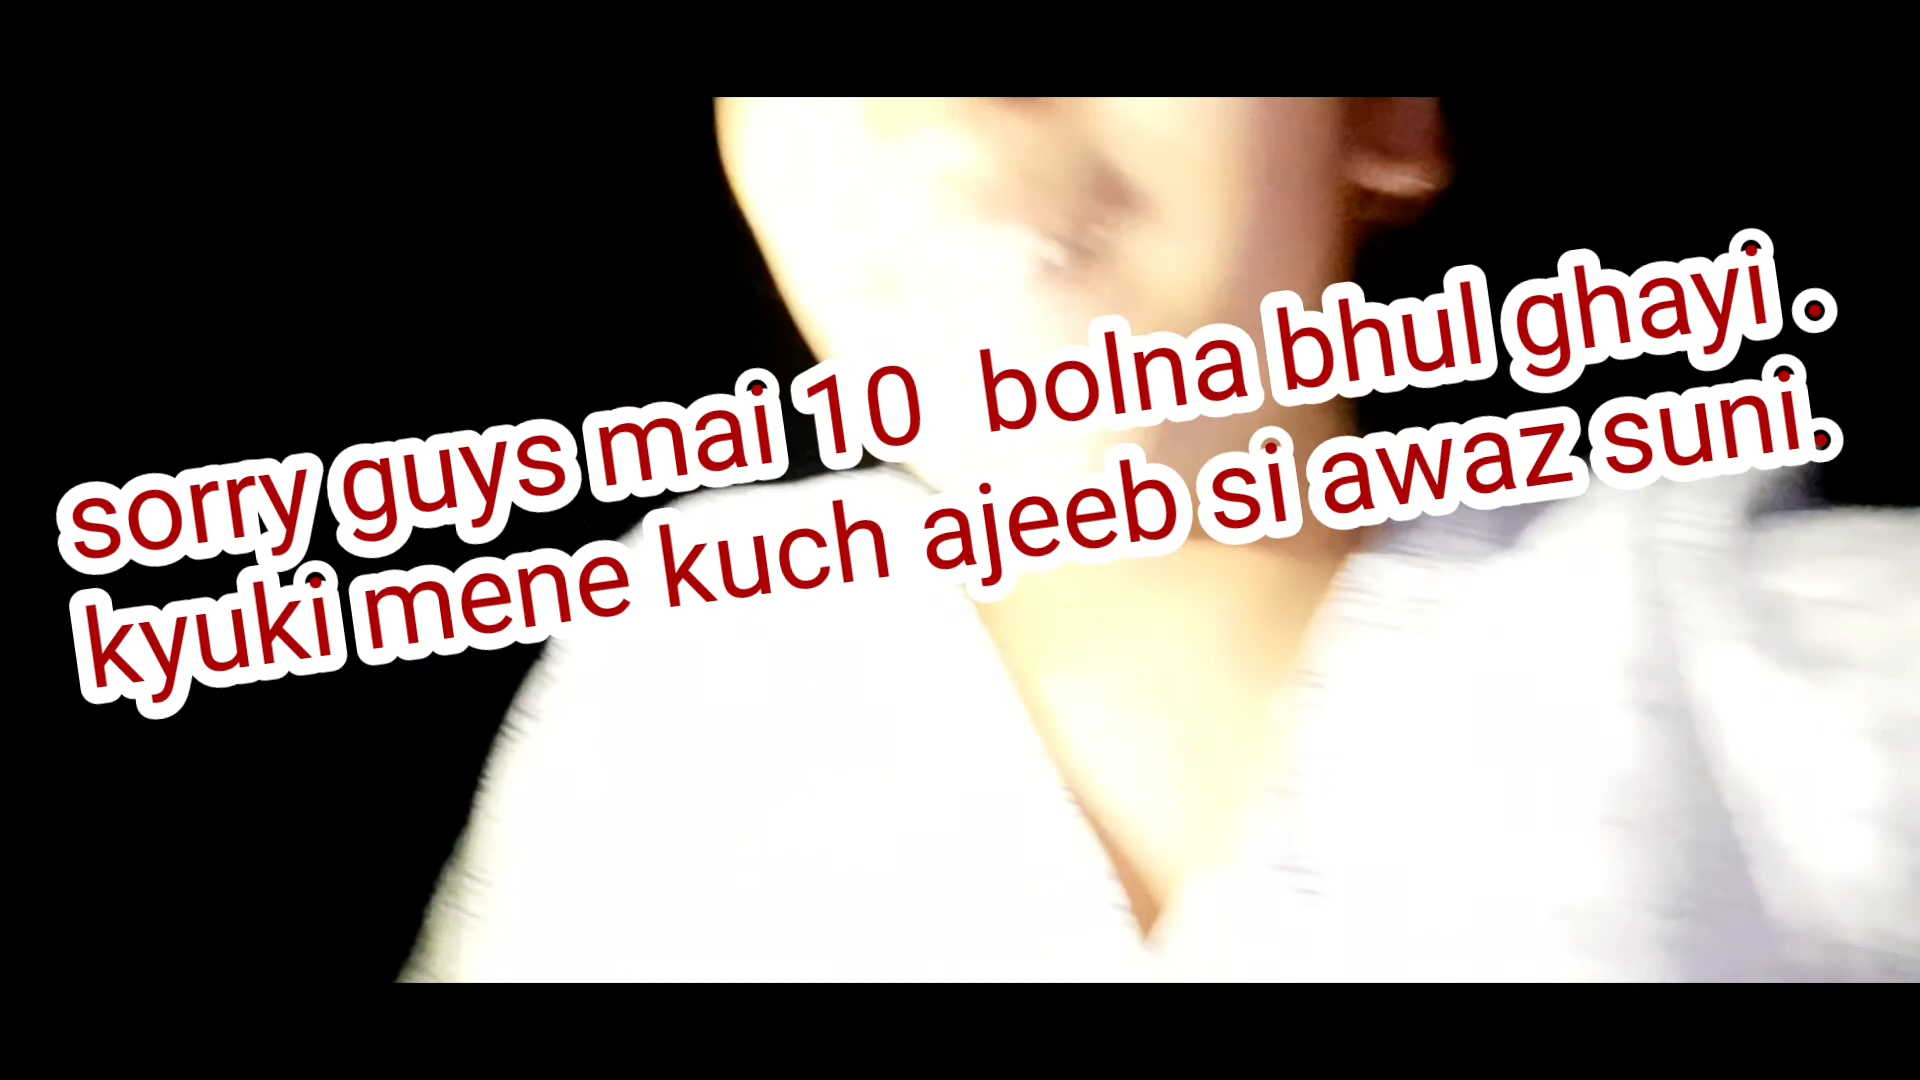 sorry guys mai 10 bolna bhul ghayi .
kyuki mene kuch ajeeb si awaz suni.